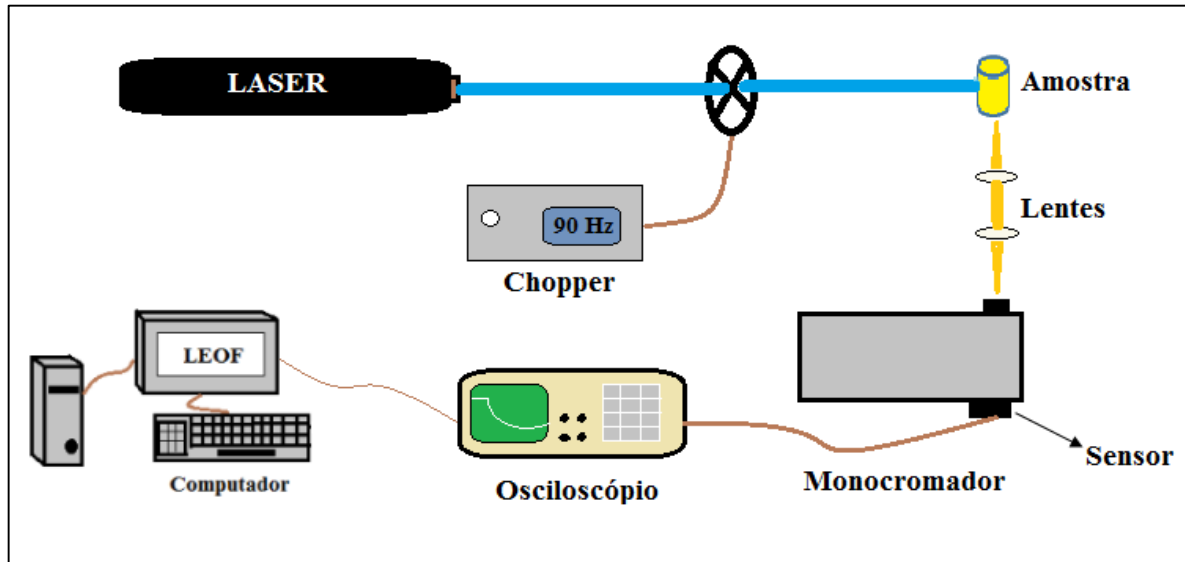 LASER
Amostra
Lentes
90 Hz
Chopper
LEOF
Sensor
Monocromador
Osciloscópio
Computador